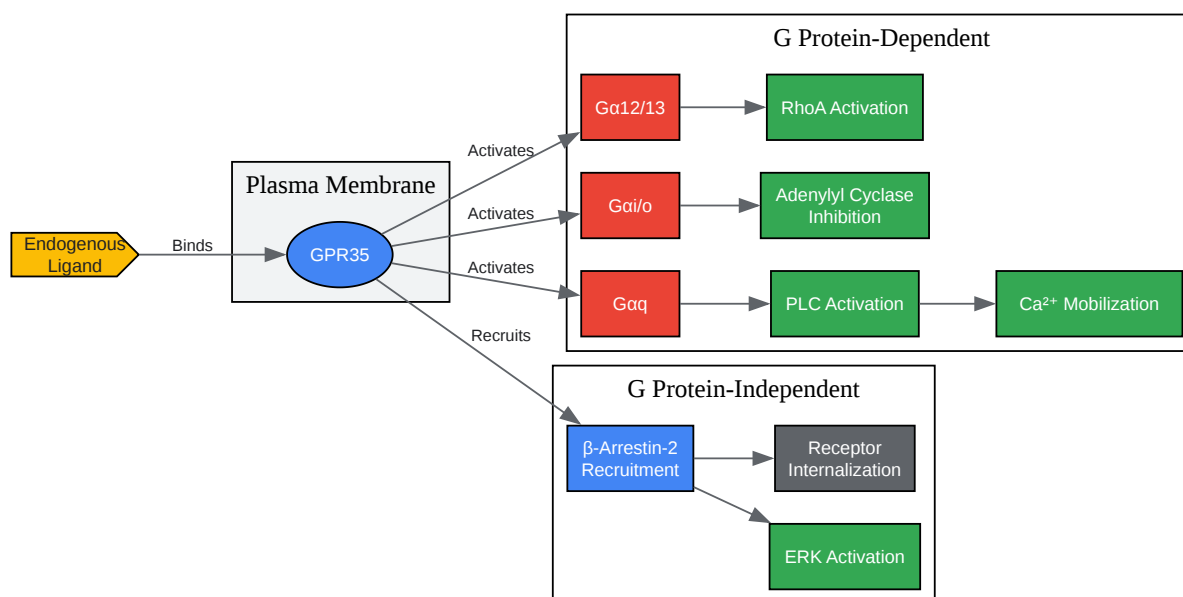 G Protein-Dependent
Gα12/13
RhoA Activation
Activates
Plasma Membrane
Gαi/o
Adenylyl Cyclase
Inhibition
Activates
Endogenous
Ligand
Binds
GPR35
Activates
Gαq
PLC Activation
Ca²⁺ Mobilization
Recruits
G Protein-Independent
β-Arrestin-2
Recruitment
Receptor
Internalization
ERK Activation